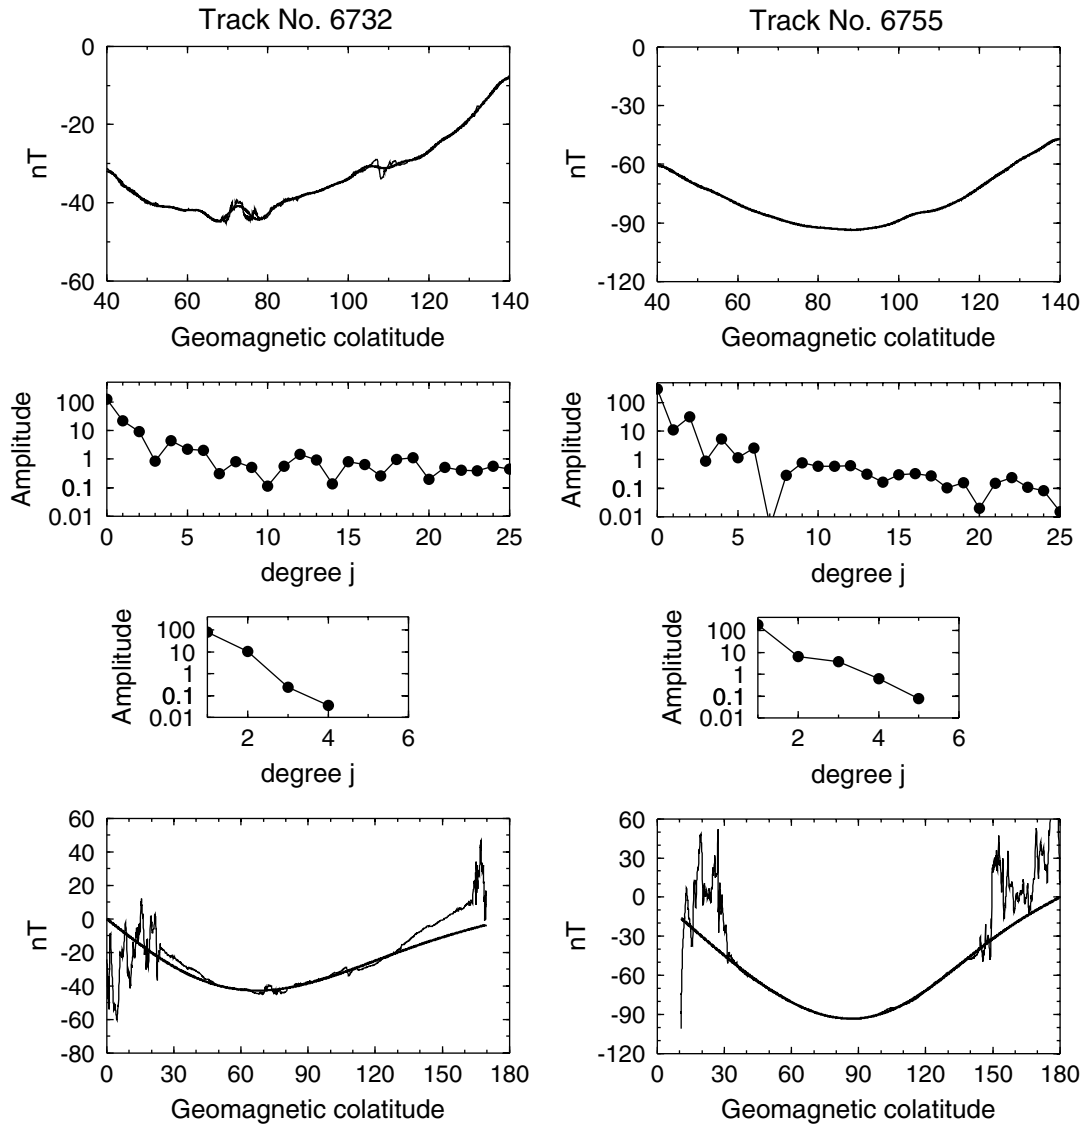 Track No. 6732
0
-20
-40
-60
nT
40 60 80 100 120 140
Geomagnetic colatitude
Track No. 6755
0
-30
-60
-90
-120
nT
40 60 80 100 120 140
Geomagnetic colatitude
100
10
1
0.1
0.01
Amplitude
0 5 10 15 20 25
degree j
100
10
1
0.1
0.01
Amplitude
0 5 10 15 20 25
degree j
100
10
1
0.1
0.01
Amplitude
2 4 6
degree j
100
10
1
0.1
0.01
Amplitude
2 4 6
degree j
60
40
20
0
-20
-40
-60
-80
nT
0 30 60 90 120 150 180
Geomagnetic colatitude
60
30
0
-30
-60
-90
-120
nT
0 30 60 90 120 150 180
Geomagnetic colatitude